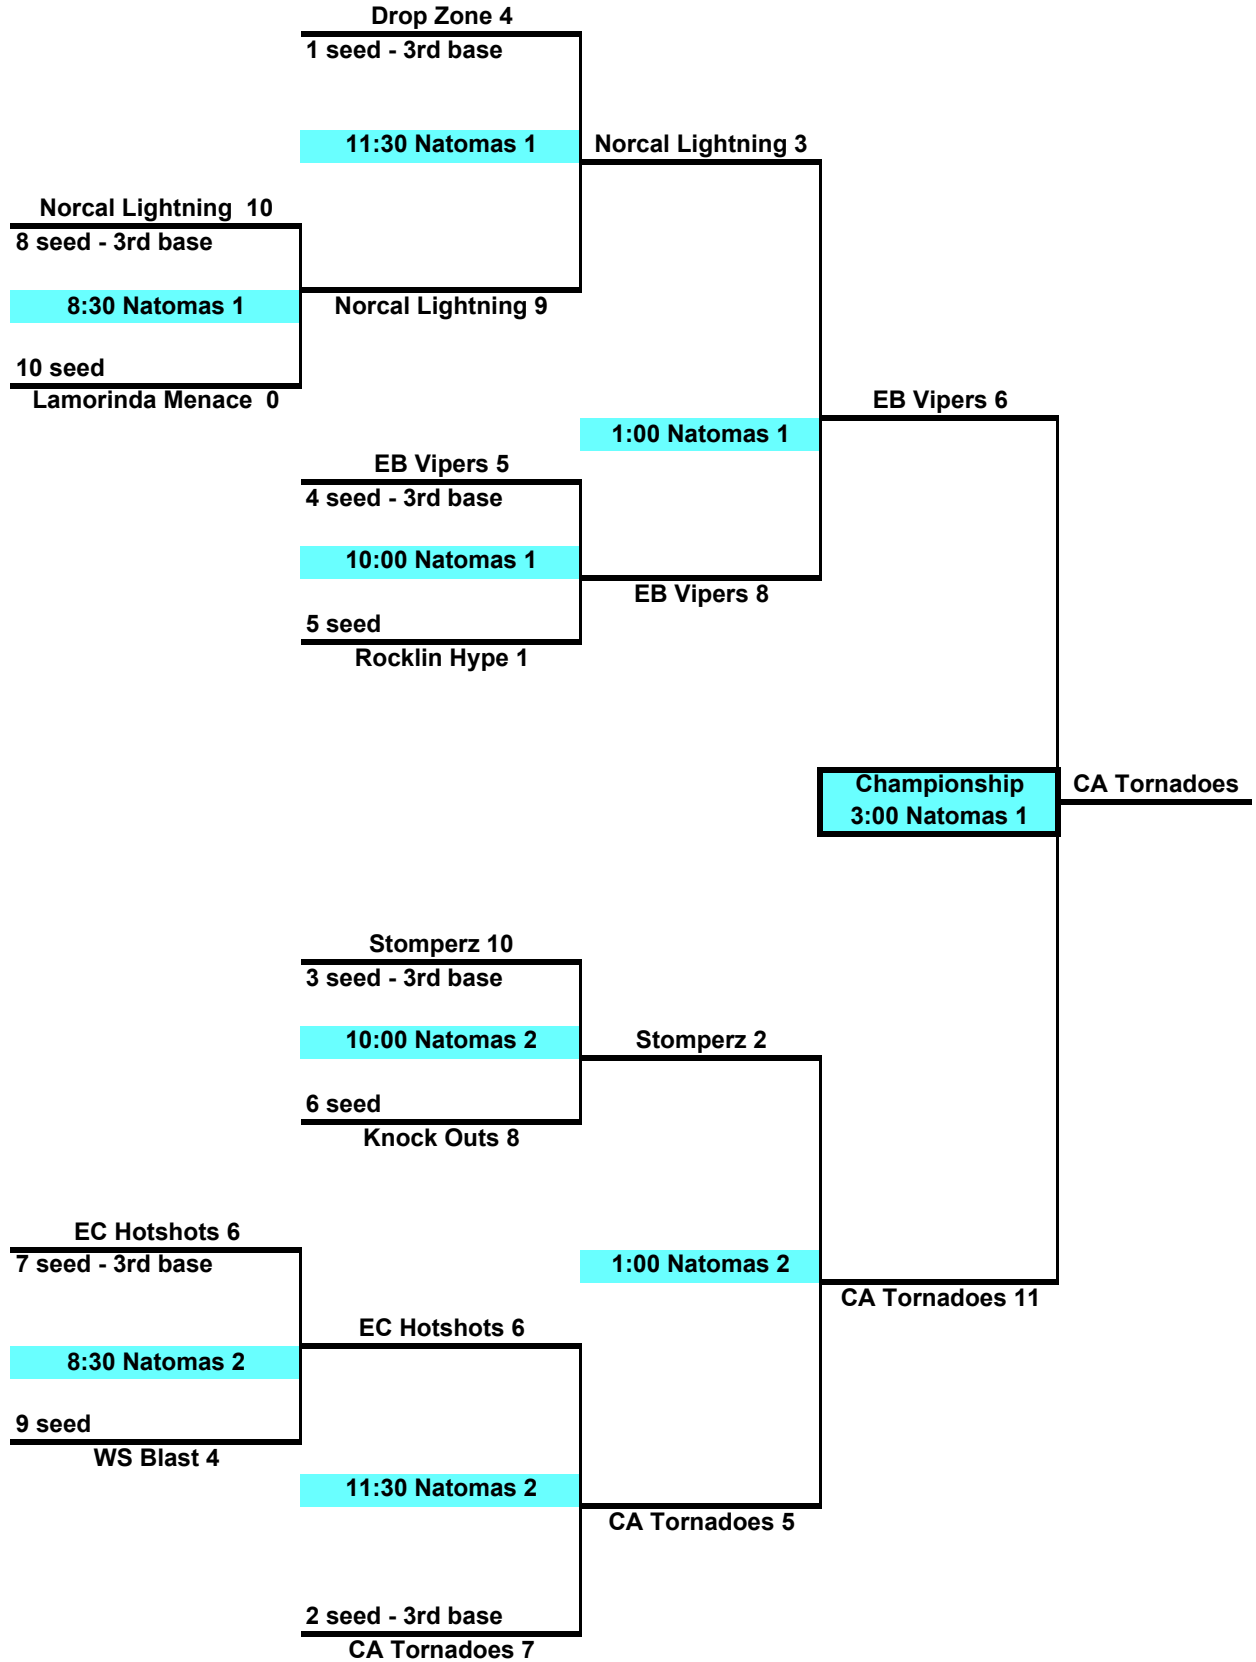 Drop Zone 4
1 seed - 3rd base
11:30 Natomas 1
Norcal Lightning 3
Norcal Lightning  10
8 seed - 3rd base
8:30 Natomas 1
Norcal Lightning 9
10 seed
Lamorinda Menace  0
EB Vipers 6
1:00 Natomas 1
EB Vipers 5
4 seed - 3rd base
10:00 Natomas 1
EB Vipers 8
5 seed
Rocklin Hype 1
Championship
3:00 Natomas 1
CA Tornadoes
Stomperz 10
3 seed - 3rd base
10:00 Natomas 2
Stomperz 2
6 seed
Knock Outs 8
EC Hotshots 6
7 seed - 3rd base
1:00 Natomas 2
CA Tornadoes 11
EC Hotshots 6
8:30 Natomas 2
9 seed
WS Blast 4
11:30 Natomas 2
CA Tornadoes 5
2 seed - 3rd base
CA Tornadoes 7